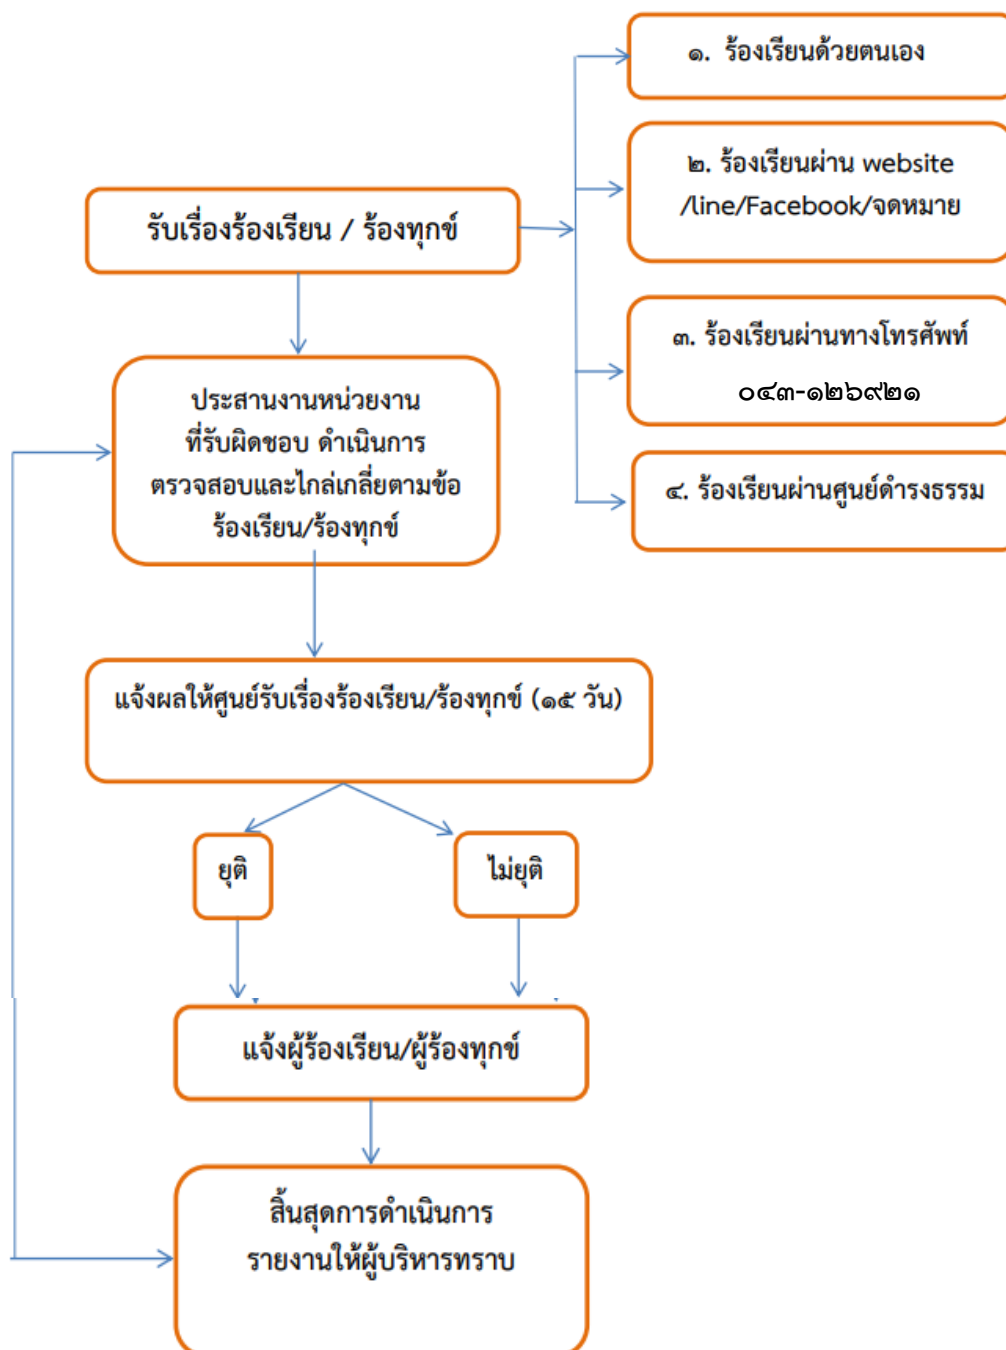 ๑. ร้องเรียนด้วยตนเอง
๒. ร้องเรียนผ่าน website
/line/Facebook/จดหมาย
รับเรื่องร้องเรียน / ร้องทุกข์
๓. ร้องเรียนผ่านทางโทรศัพท์
๐๔๓-๑๒๖๙๒๑
ประสานงานหน่วยงาน
ที่รับผิดชอบ ดำเนินการ
ตรวจสอบและไกล่เกลี่ยตามข้อ
ร้องเรียน/ร้องทุกข์
๔. ร้องเรียนผ่านศูนย์ดำรงธรรม
แจ้งผลให้ศูนย์รับเรื่องร้องเรียน/ร้องทุกข์ (๑๕ วัน)
ยุติ
ไม่ยุติ
แจ้งผู้ร้องเรียน/ผู้ร้องทุกข์
สิ้นสุดการดำเนินการ
รายงานให้ผู้บริหารทราบ